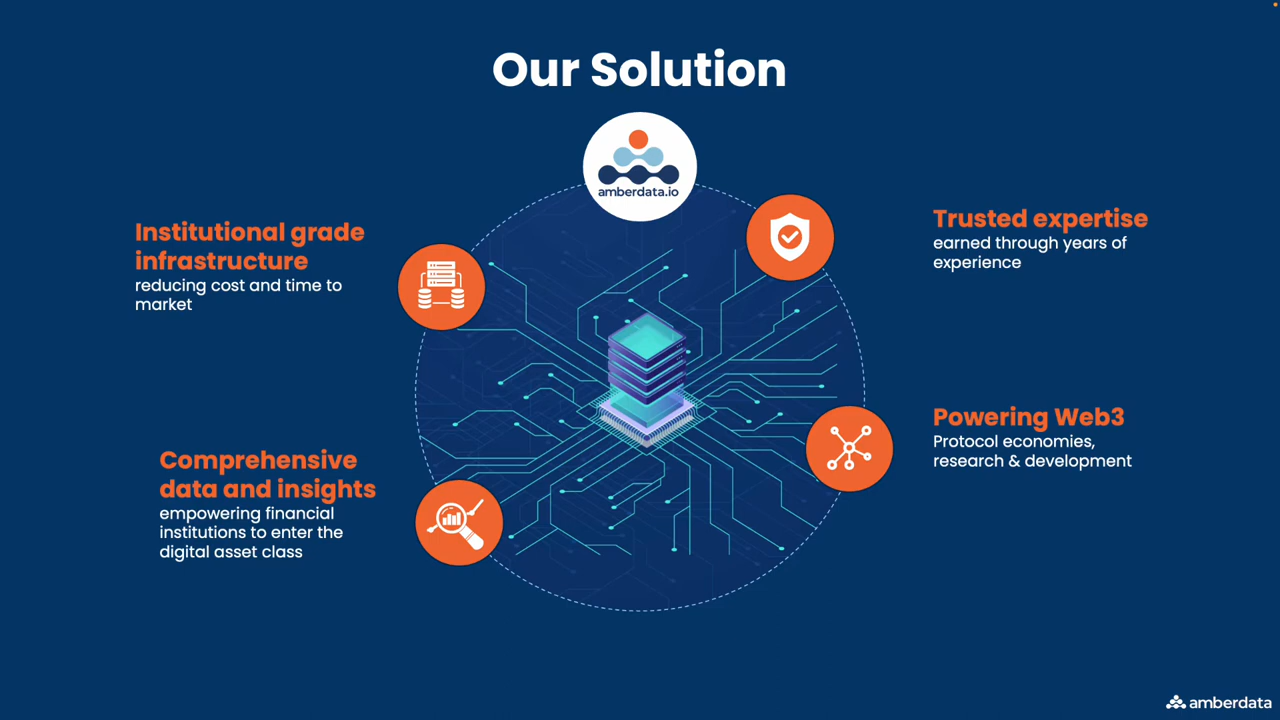 Our Solution
amberdata.io
Institutional grade
infrastructure
reducing cost and time to
market
Trusted expertise
earned through years of
experience
Comprehensive
data and insights
empowering financial
institutions to enter the
digital asset class
Powering Web3
Protocol economies,
research & development
amberdata